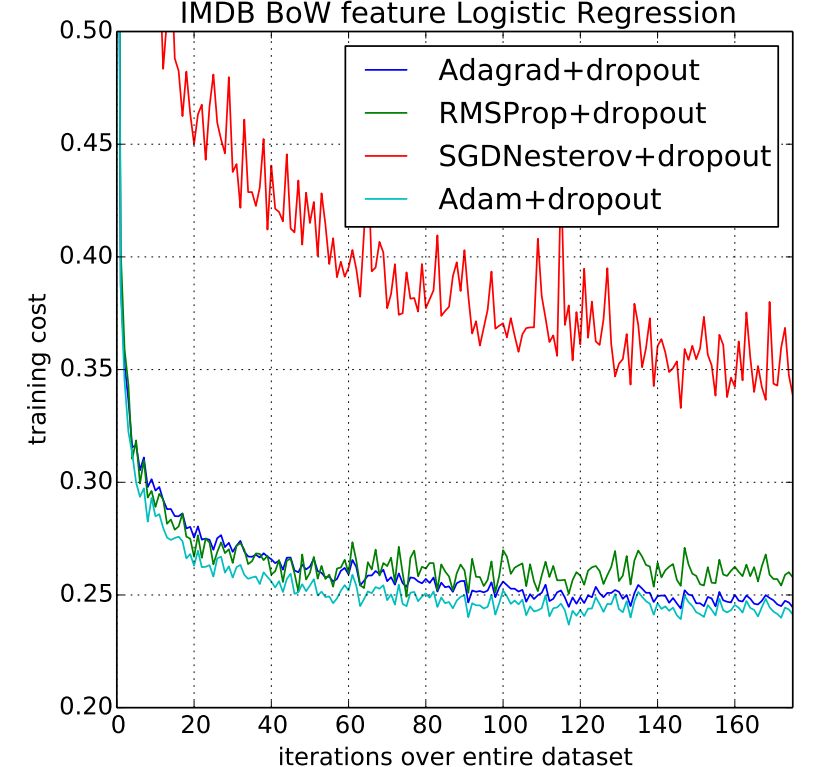 IMDB BoW feature Logistic Regression
Adagrad+dropout
RMSProp+dropout
SGDNesterov+dropout
Adam+dropout
0.50
0.45
0.40
0.35
0.30
0.25
0.20
training cost
0 20 40 60 80 100 120 140 160
iterations over entire dataset